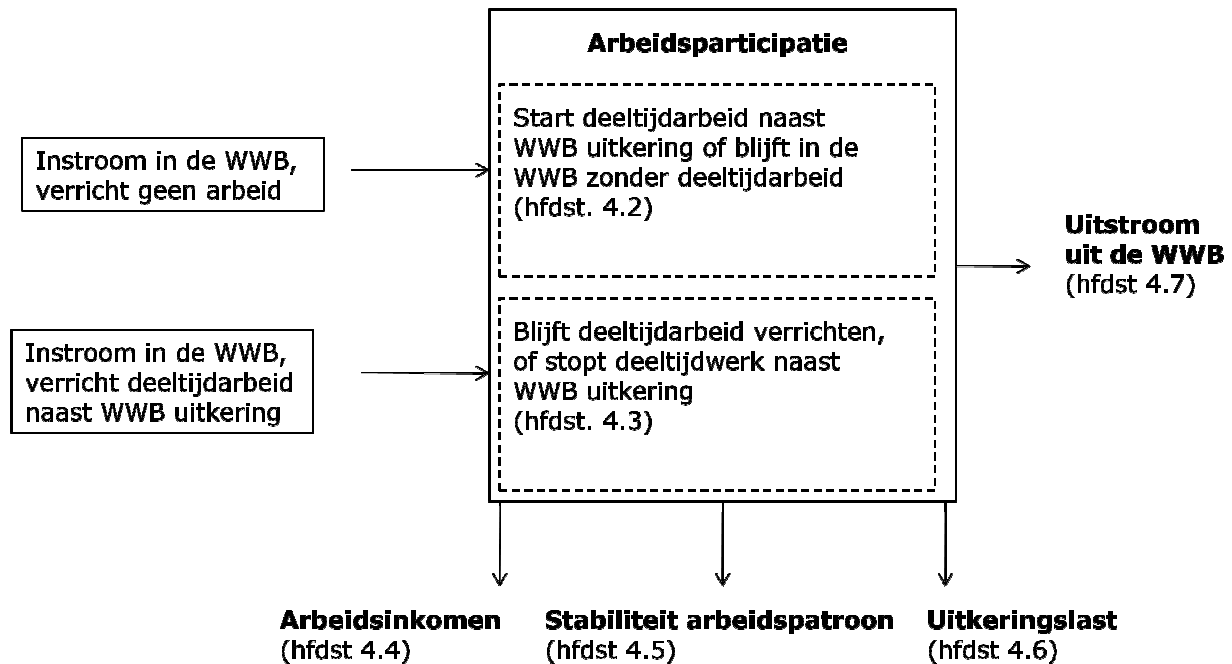 Arbeidsparticipatie
Instroom in de WWB,
verricht geen arbeid
Start deeltijdarbeid naast
WWB uitkering of blijft in de
WWB zonder deeltijdarbeid
(hfdst. 4.2)
Uitstroom
uit de WWB
(hfdst 4.7)
Instroom in de WWB,
verricht deeltijdarbeid
naast WWB uitkering
Blijft deeltijdarbeid verrichten,
of stopt deeltijdwerk naast
WWB uitkering
(hfdst. 4.3)
Arbeidsinkomen
(hfdst 4.4)
Stabiliteit arbeidspatroon
(hfdst 4.5)
Uitkeringslast
(hfdst 4.6)